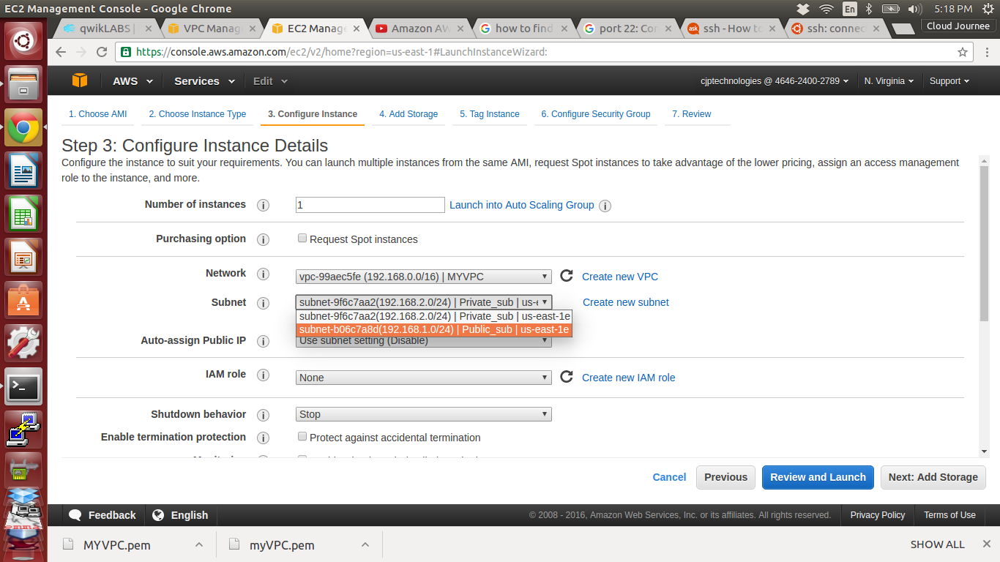 EC2 Management Console - Google Chrome
En
5:18 PM
qwikLABS |
VPC Manag
EC2 Manag
Amazon AW
how to find
port 22: Con
ssh - How to
ssh: connec
Cloud Journee
https://console.aws.amazon.com/ec2/v2/home?region=us-east-1#LaunchInstanceWizard:
AWS Services Edit
cjptechnologies @ 4646-2400-2789 N. Virginia Support
1. Choose AMI 2. Choose Instance Type 3. Configure Instance 4. Add Storage 5. Tag Instance 6. Configure Security Group 7. Review
Step 3: Configure Instance Details
Configure the instance to suit your requirements. You can launch multiple instances from the same AMI, request Spot instances to take advantage of the lower pricing, assign an access management
role to the instance, and more.
Number of instances 1 Launch into Auto Scaling Group
Purchasing option Request Spot instances
Network vpc-99aec5fe (192.168.0.0/16) | MYVPC Create new VPC
Subnet subnet-9f6c7aa2(192.168.2.0/24) | Private_sub | us-e Create new subnet
subnet-9f6c7aa2(192.168.2.0/24) | Private_sub | us-east-1e
subnet-b06c7a8d(192.168.1.0/24) | Public_sub | us-east-1e
Auto-assign Public IP Use subnet setting (Disable)
IAM role None Create new IAM role
Shutdown behavior Stop
Enable termination protection Protect against accidental termination
Cancel Previous Review and Launch Next: Add Storage
Feedback English © 2008 - 2016, Amazon Web Services, Inc. or its affiliates. All rights reserved. Privacy Policy Terms of Use
MYVPC.pem myVPC.pem SHOW ALL